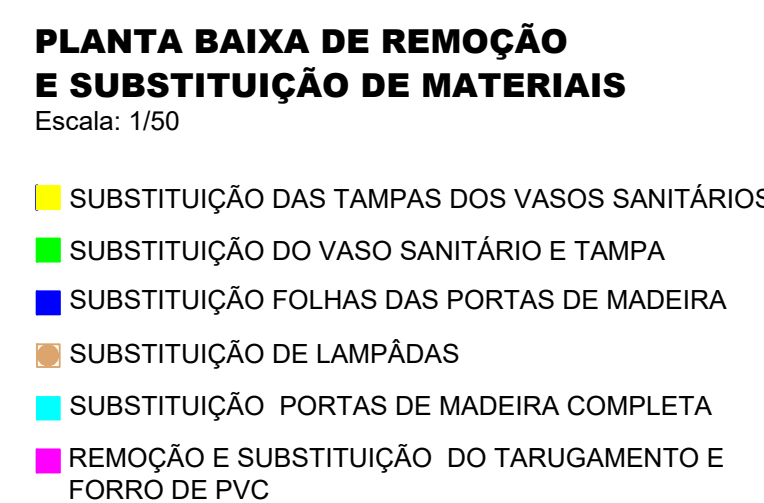 PLANTA BAIXA DE REMOÇÃO
E SUBSTITUIÇÃO DE MATERIAIS
Escala: 1/50
SUBSTITUIÇÃO DAS TAMPAS DOS VASOS SANITÁRIOS
SUBSTITUIÇÃO DO VASO SANITÁRIO E TAMPA
SUBSTITUIÇÃO FOLHAS DAS PORTAS DE MADEIRA
SUBSTITUIÇÃO DE LAMPÂDAS
SUBSTITUIÇÃO  PORTAS DE MADEIRA COMPLETA
REMOÇÃO E SUBSTITUIÇÃO  DO TARUGAMENTO E
FORRO DE PVC